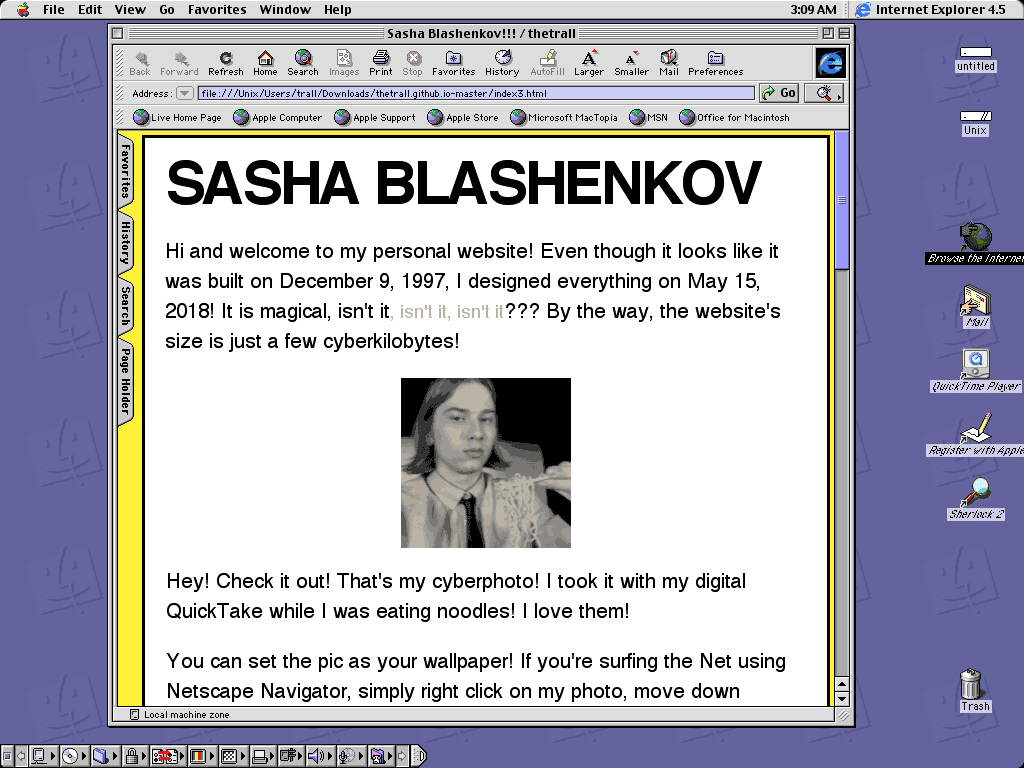 File Edit View Go Favorites Window Help 3:09 AM Internet Explorer 4.5
Sasha Blashenkov!!! / thetrall
Back Forward Refresh Home Search Images Print Stop Favorites History AutoFill Larger Smaller Mail Preferences
Address: file:///Unix/Users/trall/Downloads/thetrall.github.io-master/index3.html Go
Live Home Page Apple Computer Apple Support Apple Store Microsoft MacTopia MSN Office for Macintosh
Favorites
History
Search
Page Holder
SASHA BLASHENKOV
Hi and welcome to my personal website! Even though it looks like it
was built on December 9, 1997, I designed everything on May 15,
2018! It is magical, isn't it, isn't it, isn't it??? By the way, the website's
size is just a few cyberkilobytes!
Hey! Check it out! That's my cyberphoto! I took it with my digital
QuickTake while I was eating noodles! I love them!
You can set the pic as your wallpaper! If you're surfing the Net using
Netscape Navigator, simply right click on my photo, move down
Local machine zone
untitled
Unix
Browse the Internet
Mail
QuickTime Player
Register with Apple
Sherlock 2
Trash